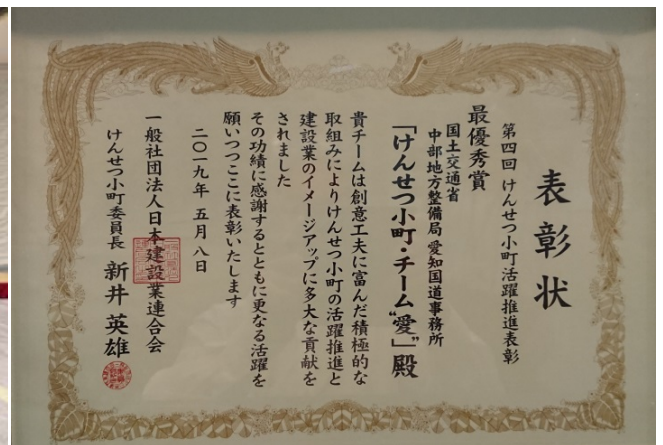 表彰状
第四回 けんせつ小町活躍推進表彰
最優秀賞
国土交通省
中部地方整備局 愛知国道事務所
「けんせつ小町・チーム“愛”」殿
貴チームは創意工夫に富んだ積極的な
取組みによりけんせつ小町の活躍推進と
建設業のイメージアップに多大な貢献を
されました
その功績に感謝するとともに更なる活躍を
願いつつここに表彰いたします
二〇一九年 五月八日
一般社団法人日本建設業連合会
けんせつ小町委員長 新井英雄